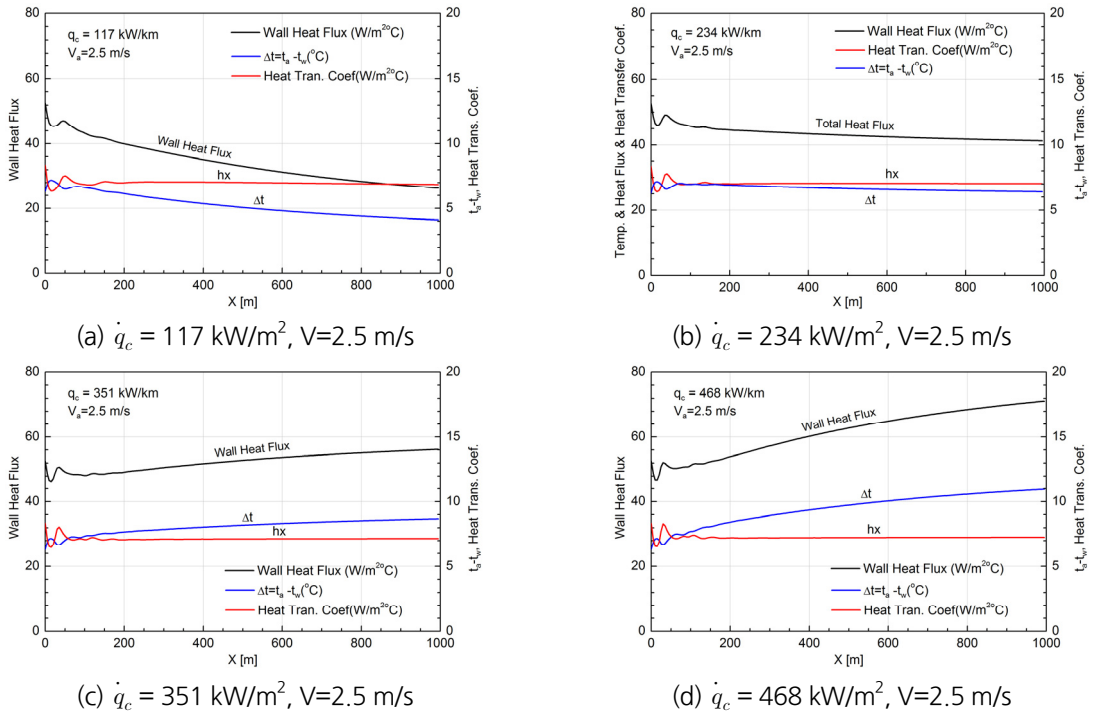 q_c = 117 kW/km
V_a=2.5 m/s
Wall Heat Flux (W/m²°C)
Δt=t_a -t_w(°C)
Heat Tran. Coef(W/m²°C)
Wall Heat Flux
hx
Δt
80
60
40
20
0
20
15
10
5
0
0 200 400 600 800 1000
X [m]
Wall Heat Flux
t_a-t_w, Heat Trans. Coef.
(a) q̇_c = 117 kW/m², V=2.5 m/s
q_c = 234 kW/km
V_a=2.5 m/s
Wall Heat Flux (W/m²°C)
Heat Tran. Coef(W/m²°C)
Δt=t_a -t_w(°C)
Total Heat Flux
hx
Δt
80
60
40
20
0
20
15
10
5
0
0 200 400 600 800 1000
X [m]
Temp. & Heat Flux & Heat Transfer Coef.
t_a-t_w, Heat Trans. Coef.
(b) q̇_c = 234 kW/m², V=2.5 m/s
q_c = 351 kW/km
V_a=2.5 m/s
Wall Heat Flux
Δt
hx
Wall Heat Flux (W/m²°C)
Δt=t_a -t_w(°C)
Heat Tran. Coef(W/m²°C)
80
60
40
20
0
20
15
10
5
0
0 200 400 600 800 1000
X [m]
Wall Heat Flux
t_a-t_w, Heat Trans. Coef.
(c) q̇_c = 351 kW/m², V=2.5 m/s
q_c = 468 kW/km
V_a=2.5 m/s
Wall Heat Flux
Δt
hx
Wall Heat Flux (W/m²°C)
Δt=t_a -t_w(°C)
Heat Tran. Coef(W/m²°C)
80
60
40
20
0
20
15
10
5
0
0 200 400 600 800 1000
X [m]
Wall Heat Flux
t_a-t_w, Heat Trans. Coef.
(d) q̇_c = 468 kW/m², V=2.5 m/s